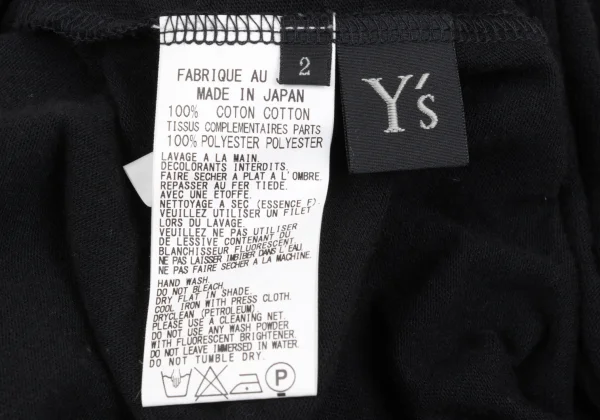 2
Y's
FABRIQUE AU
MADE IN JAPAN
100% COTON COTTON
TISSUS COMPLEMENTAIRES PARTS
100% POLYESTER POLYESTER
LAVAGE A LA MAIN.
DECOLORANTS INTERDITS.
FAIRE SECHER A PLAT A L'OMBRE.
REPASSER AU FER TIEDE.
AVEC UNE ETOFFE.
NETTOYAGE A SEC (ESSENCE F).
VEUILLEZ UTILISER UN FILET
LORS DU LAVAGE.
VEUILLEZ NE PAS UTILISER
DE LESSIVE CONTENANT DU
BLANCHISSEUR FLUORESCENT.
NE PAS LAISSER IMBIBER DANS L'EAU.
NE PAS FAIRE SECHER A LA MACHINE.
HAND WASH.
DO NOT BLEACH.
DRY FLAT IN SHADE.
COOL IRON WITH PRESS CLOTH.
DRYCLEAN (PETROLEUM)
PLEASE USE A CLEANING NET.
DO NOT USE ANY WASH POWDER
WITH FLUORESCENT BRIGHTENER.
DO NOT LEAVE IMMERSED IN WATER.
DO NOT TUMBLE DRY.
P